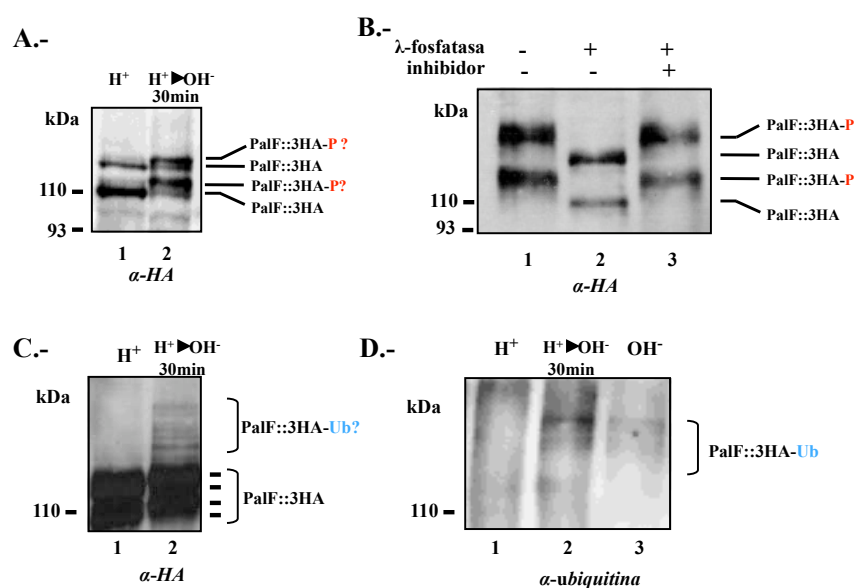 A.-
H⁺ H⁺ ▶OH⁻
30min
kDa
110
93
PalF::3HA-P ?
PalF::3HA
PalF::3HA-P?
PalF::3HA
1 2
α-HA
B.-
λ-fosfatasa - + +
inhibidor - - +
kDa
110
93
PalF::3HA-P
PalF::3HA
PalF::3HA-P
PalF::3HA
1 2 3
α-HA
C.-
H⁺ H⁺ ▶OH⁻
30min
kDa
110
PalF::3HA-Ub?
PalF::3HA
1 2
α-HA
D.-
H⁺ H⁺ ▶OH⁻ OH⁻
30min
kDa
110
PalF::3HA-Ub
1 2 3
α-ubiquitina